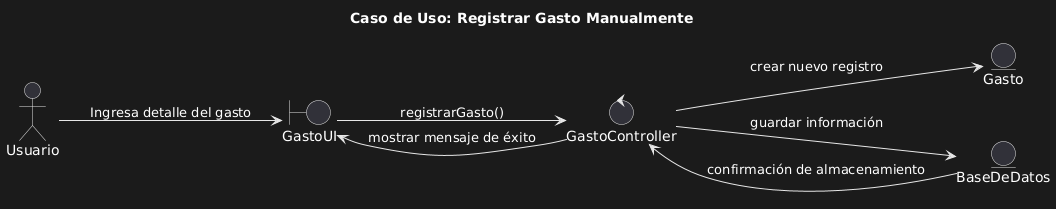 Caso de Uso: Registrar Gasto Manualmente
crear nuevo registro
Gasto
Ingresa detalle del gasto
registrarGasto()
guardar información
mostrar mensaje de éxito
Usuario
GastoUI
GastoController
confirmación de almacenamiento
BaseDeDatos